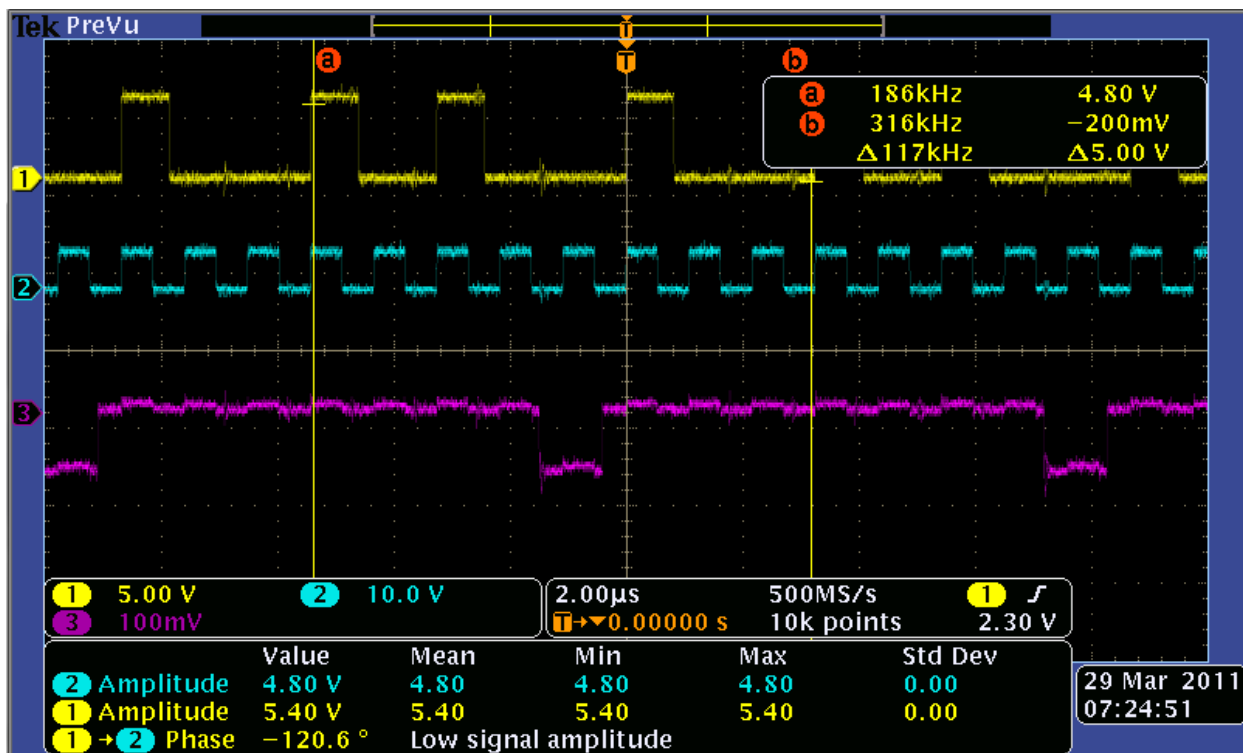 Tek PreVu
T
a T b
a 186kHz 4.80 V
b 316kHz −200mV
Δ117kHz Δ5.00 V
1
2
3
1 5.00 V 2 10.0 V
3 100mV
2.00μs 500MS/s 1
T→▼0.00000 s 10k points 2.30 V
Value Mean Min Max Std Dev
2 Amplitude 4.80 V 4.80 4.80 4.80 0.00
1 Amplitude 5.40 V 5.40 5.40 5.40 0.00
1 → 2 Phase −120.6 ° Low signal amplitude
29 Mar 2011
07:24:51